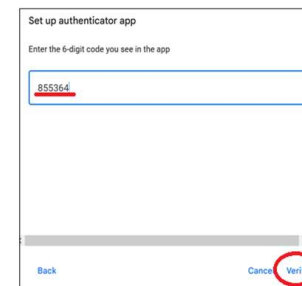 Set up authenticator app
Enter the 6-digit code you see in the app
855364
Back
Cancel